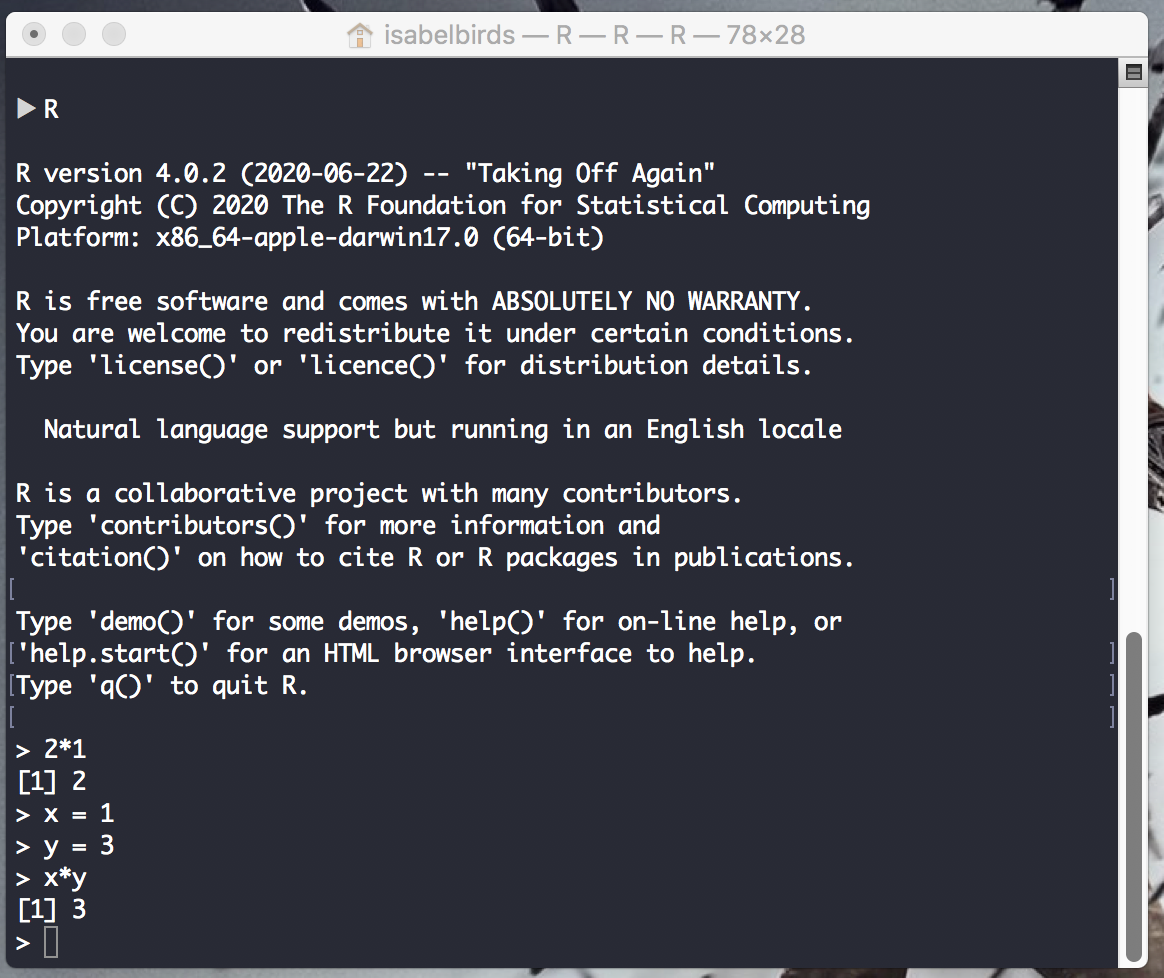 isabelbirds — R — R — R — 78×28
▶ R
R version 4.0.2 (2020-06-22) -- "Taking Off Again"
Copyright (C) 2020 The R Foundation for Statistical Computing
Platform: x86_64-apple-darwin17.0 (64-bit)
R is free software and comes with ABSOLUTELY NO WARRANTY.
You are welcome to redistribute it under certain conditions.
Type 'license()' or 'licence()' for distribution details.
  Natural language support but running in an English locale
R is a collaborative project with many contributors.
Type 'contributors()' for more information and
'citation()' on how to cite R or R packages in publications.
[ ]
Type 'demo()' for some demos, 'help()' for on-line help, or
['help.start()' for an HTML browser interface to help. ]
[Type 'q()' to quit R. ]
[ ]
> 2*1
[1] 2
> x = 1
> y = 3
> x*y
[1] 3
>